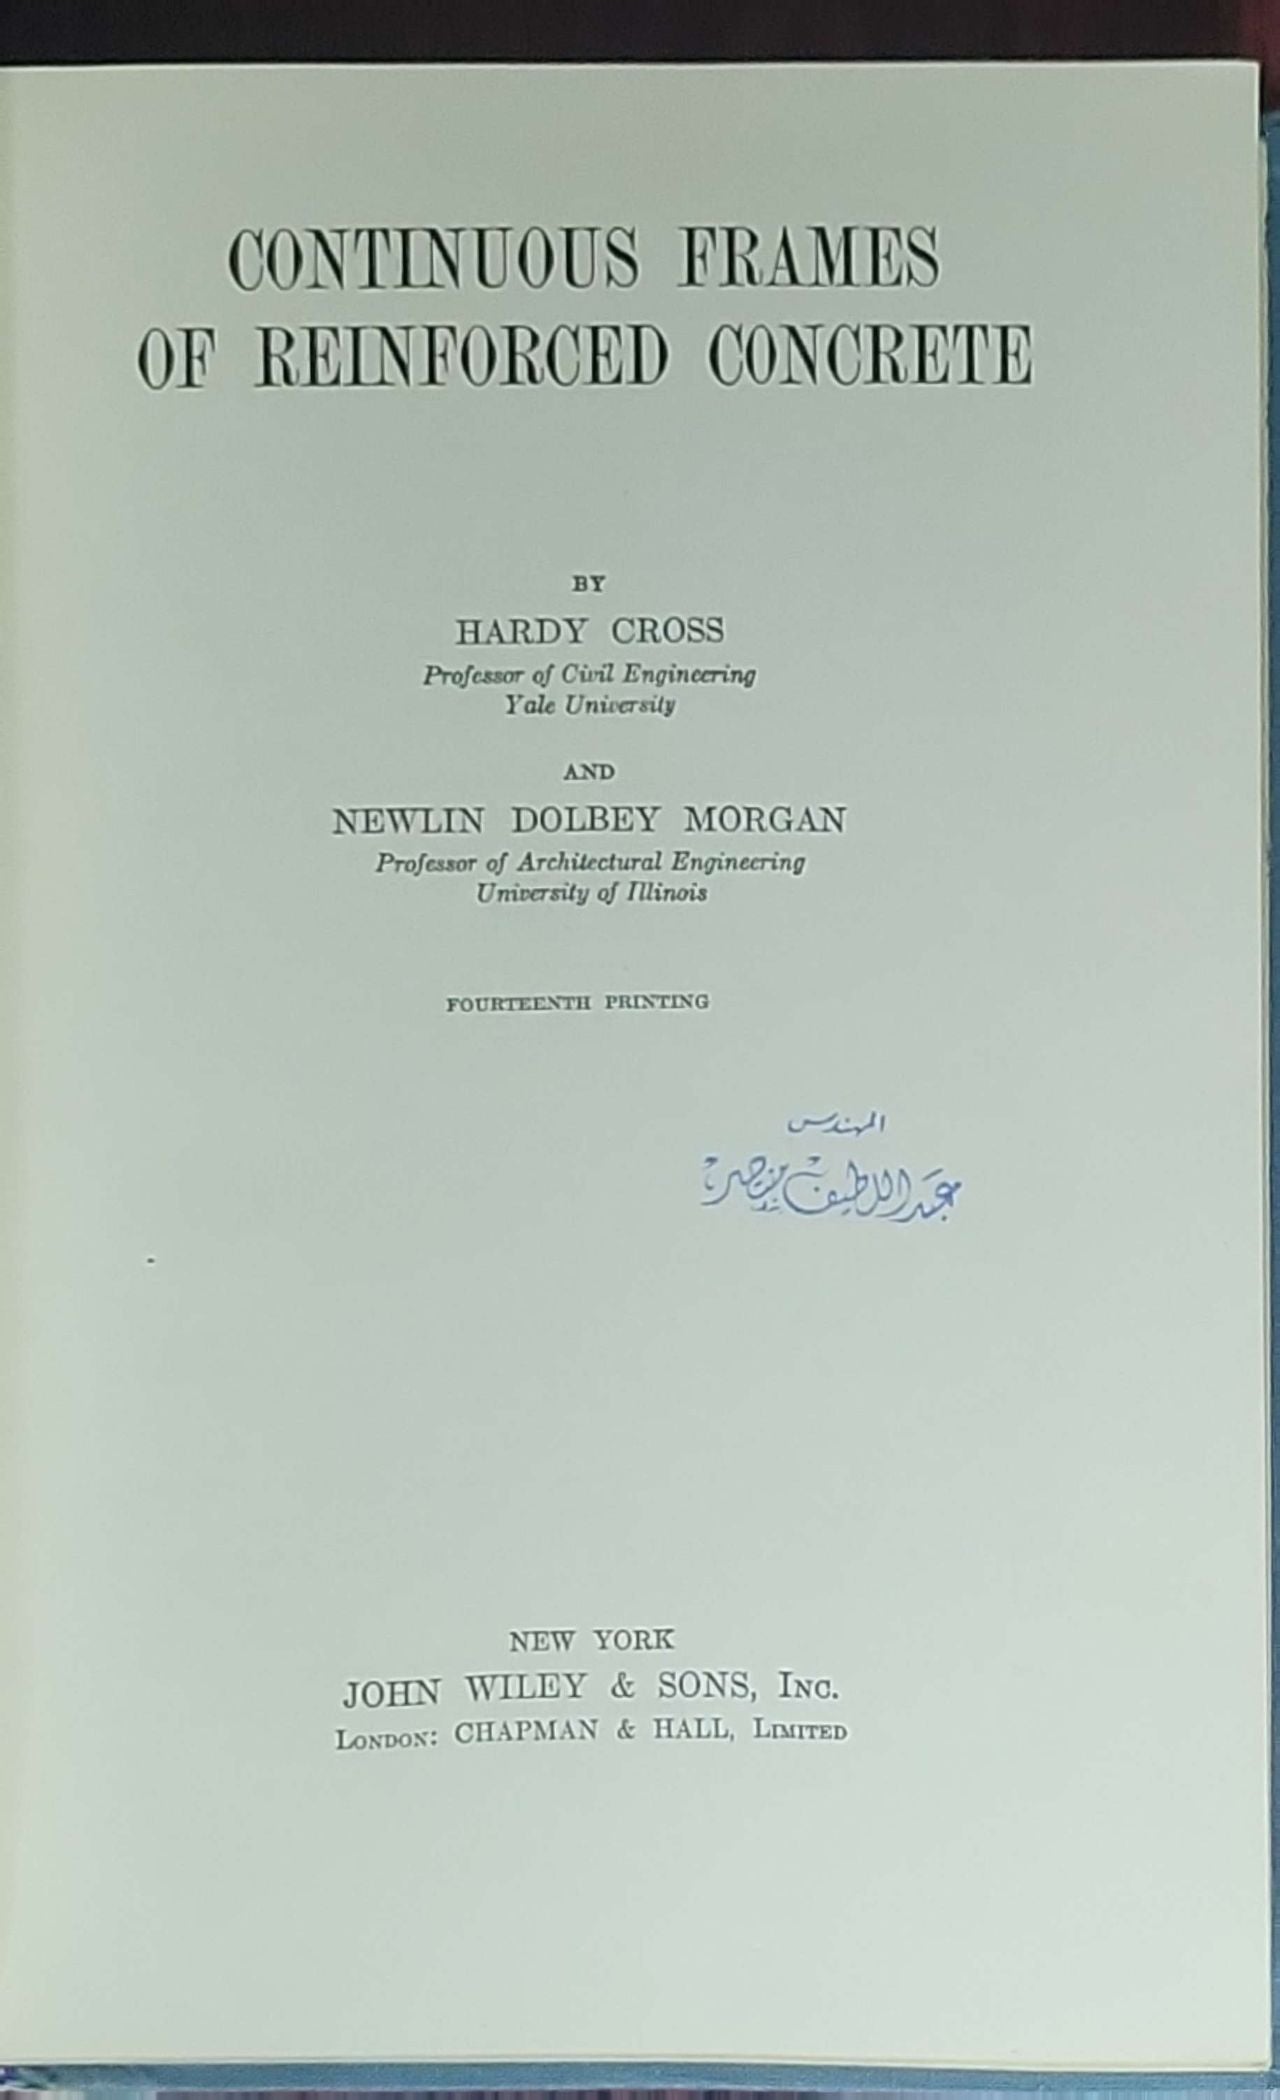 CONTINUOUS FRAMES
OF REINFORCED CONCRETE
BY
HARDY CROSS
Professor of Civil Engineering
Yale University
AND
NEWLIN DOLBEY MORGAN
Professor of Architectural Engineering
University of Illinois
FOURTEENTH PRINTING
المهندس
عبد اللطيف
NEW YORK
JOHN WILEY & SONS, INC.
LONDON: CHAPMAN & HALL, LIMITED